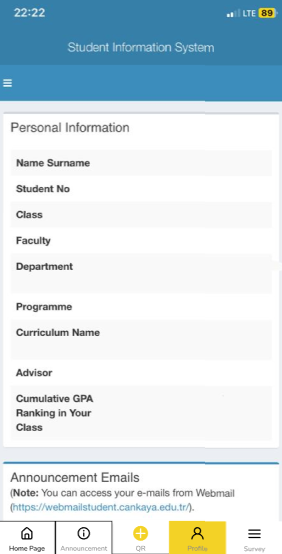 22:22
LTE 89
Student Information System
Personal Information
Name Surname
Student No
Class
Faculty
Department
Programme
Curriculum Name
Advisor
Cumulative GPA
Ranking in Your
Class
Announcement Emails
(Note: You can access your e-mails from Webmail
(https://webmailstudent.cankaya.edu.tr/).
Home Page Announcement QR Profile Survey